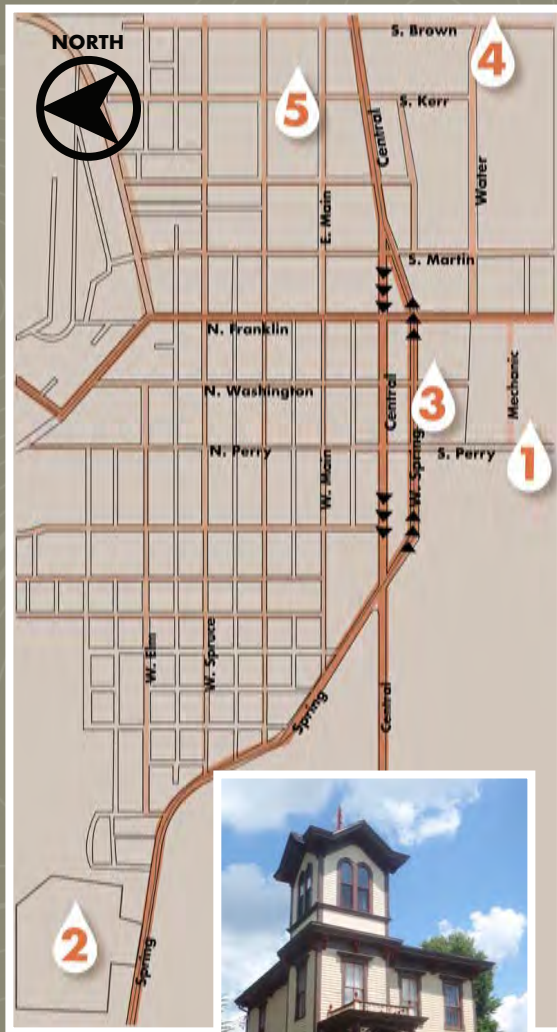 NORTH
S. Brown
4
5
S. Kerr
Central
Water
E. Main
S. Martin
N. Franklin
Central
N. Washington
3
Mechanic
N. Perry
W. Main
W. Spring
S. Perry
1
W. Elm
W. Spruce
Spring
Central
2
Spring